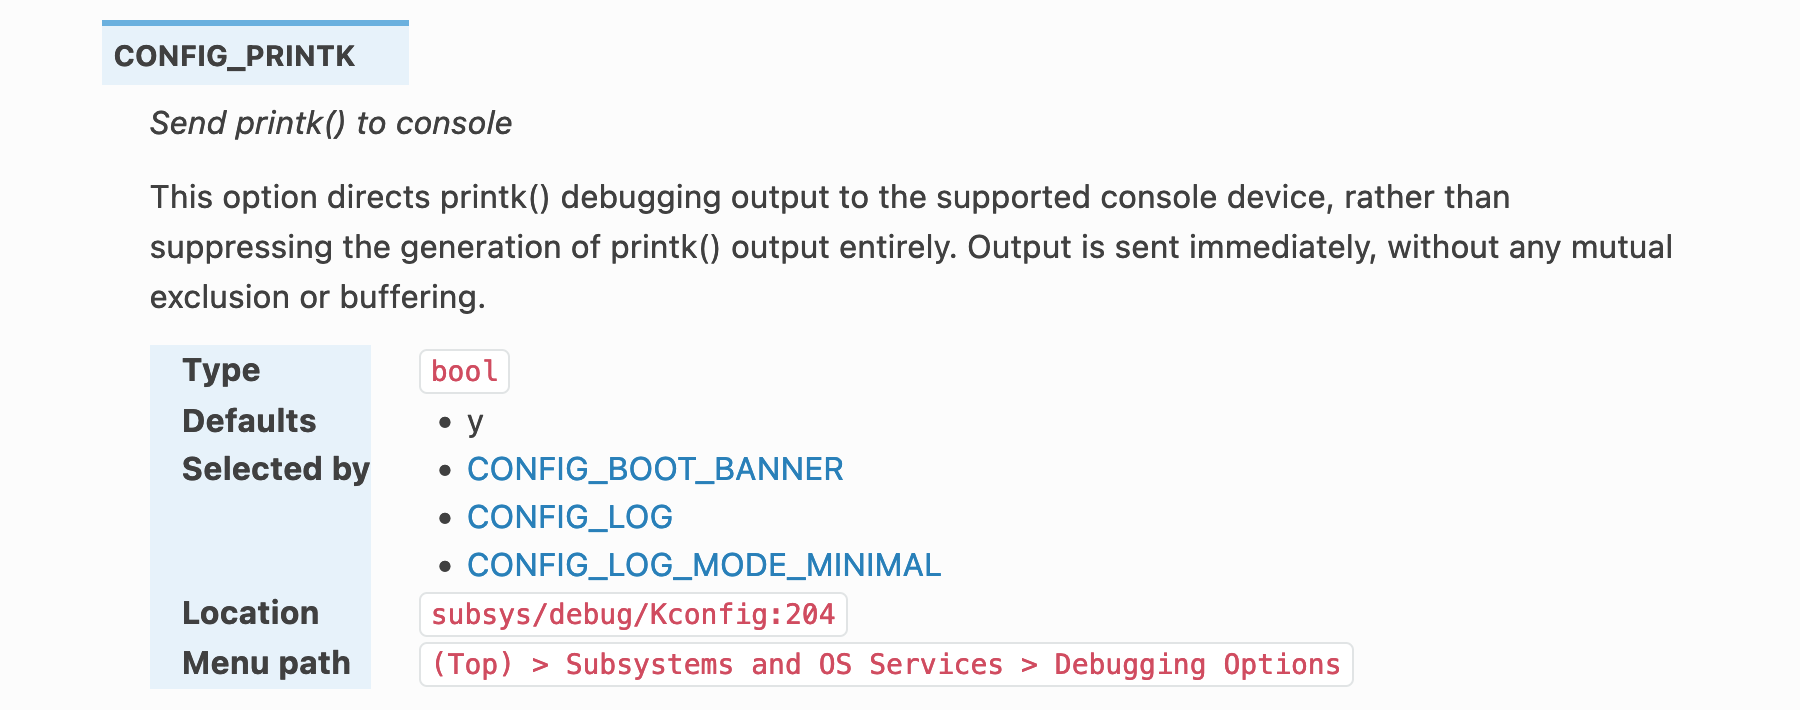 CONFIG_PRINTK
Send printk() to console
This option directs printk() debugging output to the supported console device, rather than
suppressing the generation of printk() output entirely. Output is sent immediately, without any mutual
exclusion or buffering.
Type bool
Defaults • y
Selected by • CONFIG_BOOT_BANNER
• CONFIG_LOG
• CONFIG_LOG_MODE_MINIMAL
Location subsys/debug/Kconfig:204
Menu path (Top) > Subsystems and OS Services > Debugging Options